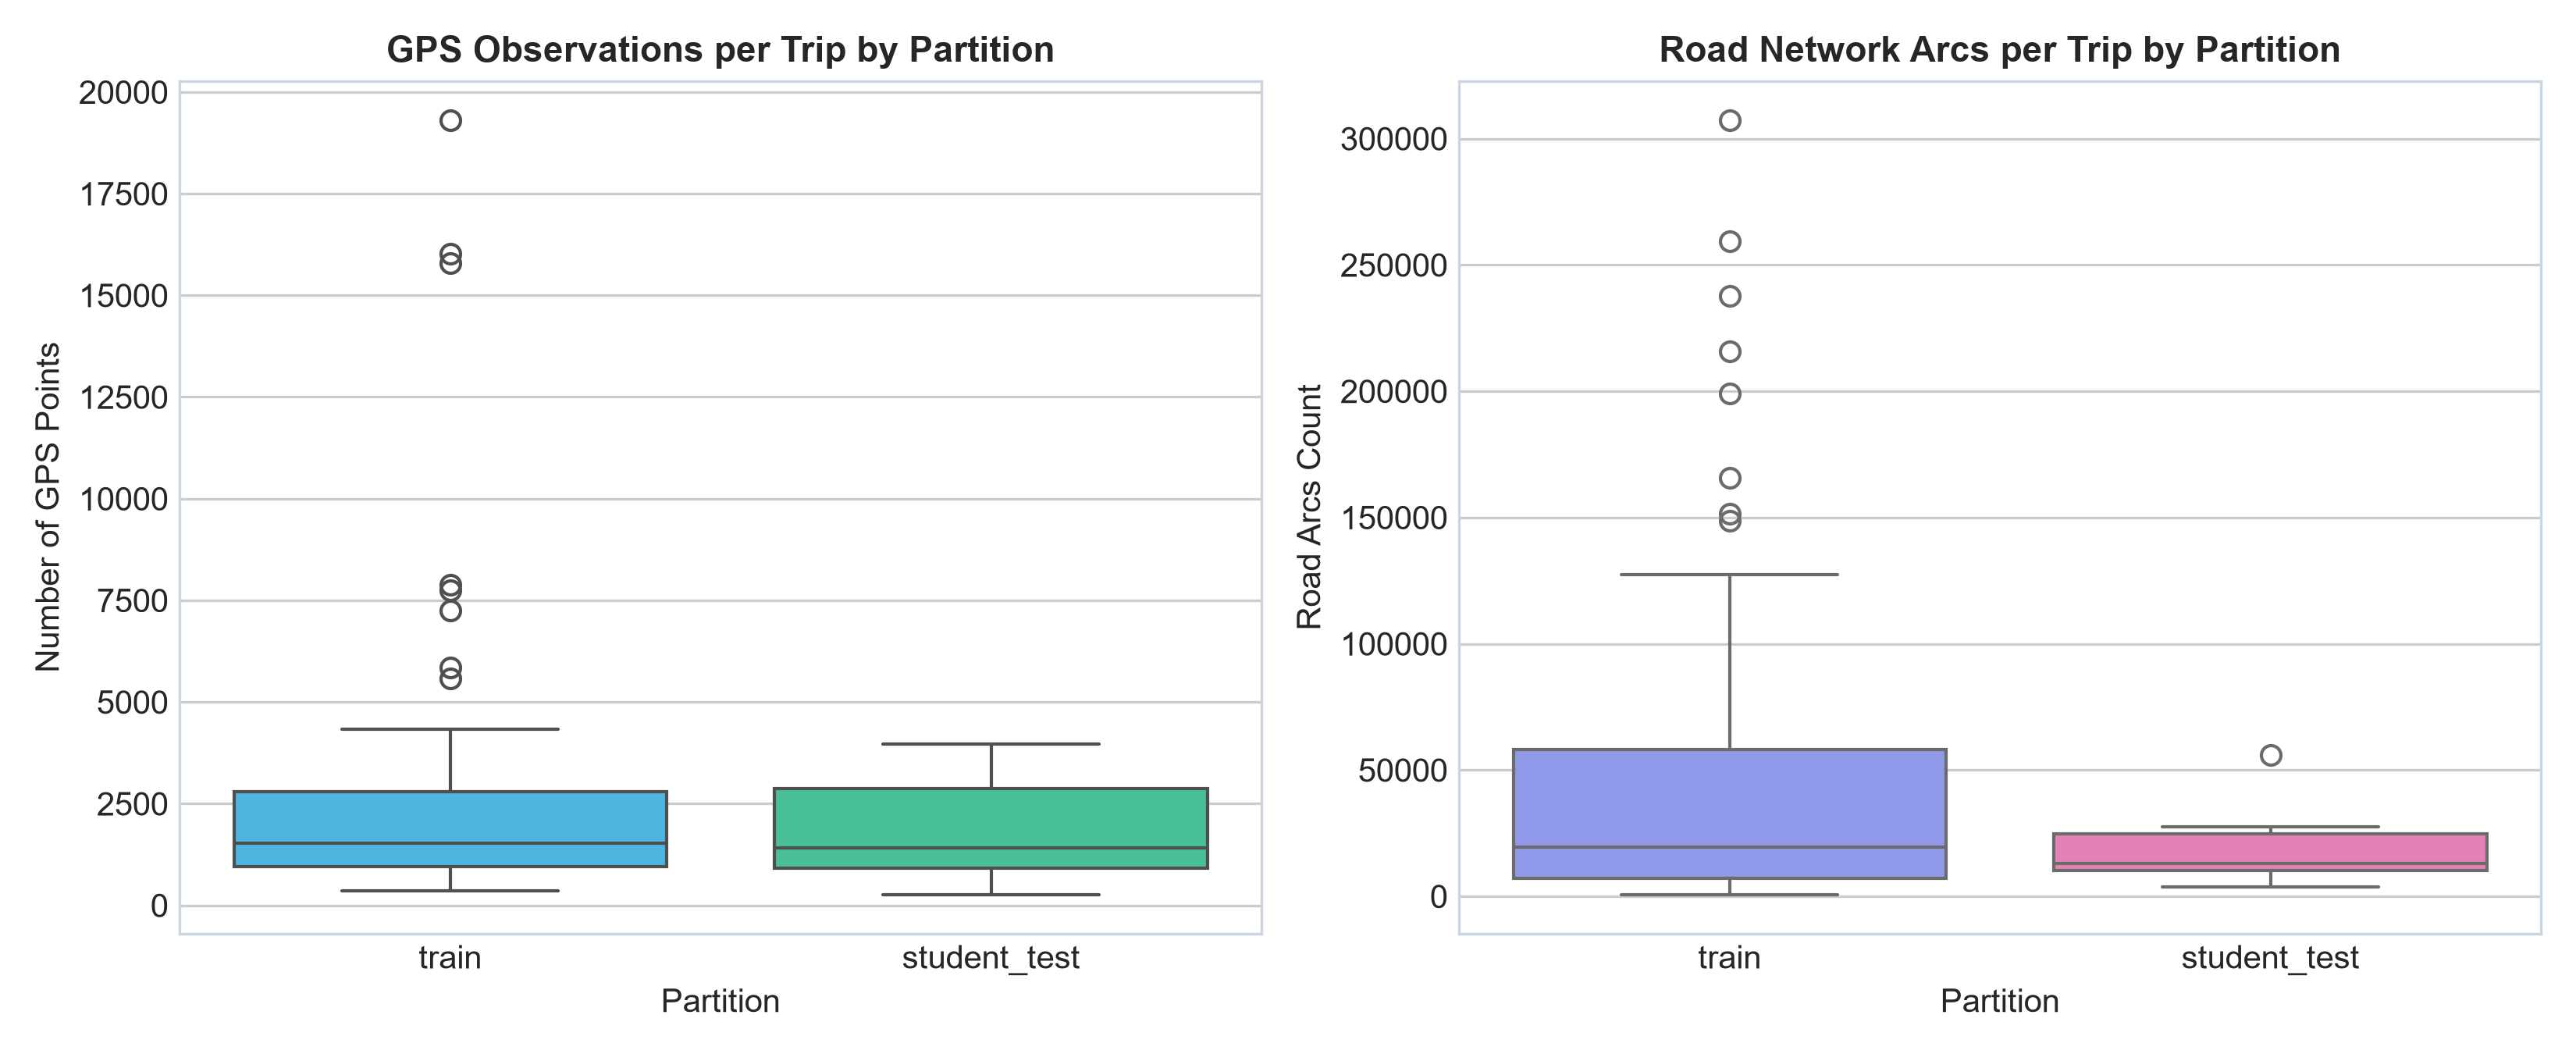 GPS Observations per Trip by Partition
Number of GPS Points
20000
17500
15000
12500
10000
7500
5000
2500
0
train
student_test
Partition
Road Network Arcs per Trip by Partition
Road Arcs Count
300000
250000
200000
150000
100000
50000
0
train
student_test
Partition